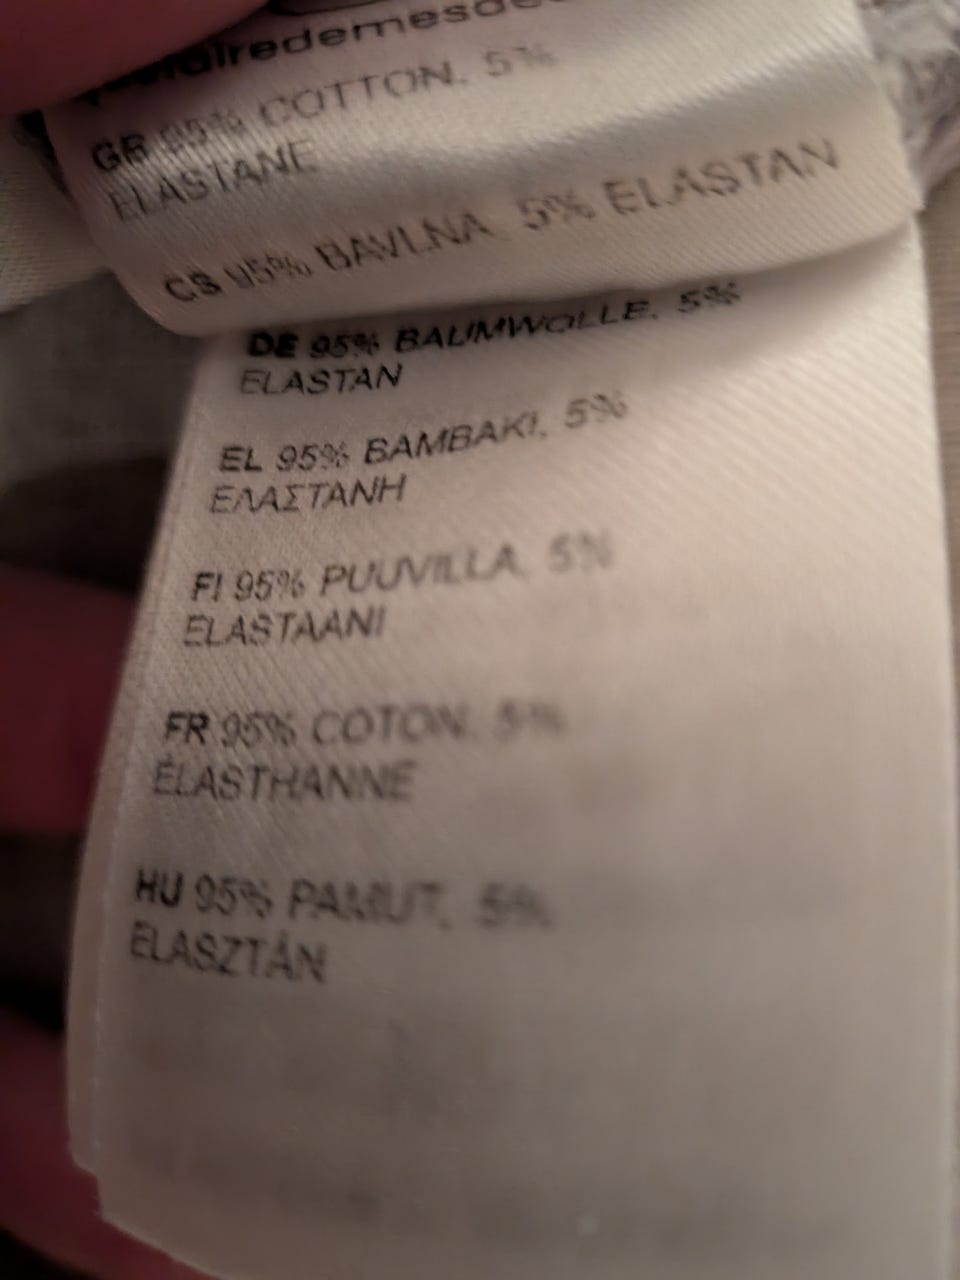 GB 95% COTTON, 5%
ELASTANE
CS 95% BAVLNA, 5% ELASTAN
DE 95% BAUMWOLLE, 5%
ELASTAN
EL 95% ΒΑΜΒΑΚΙ, 5%
ΕΛΑΣΤΑΝΗ
FI 95% PUUVILLA, 5%
ELASTAANI
FR 95% COTON, 5%
ÉLASTHANNE
HU 95% PAMUT, 5%
ELASZTÁN